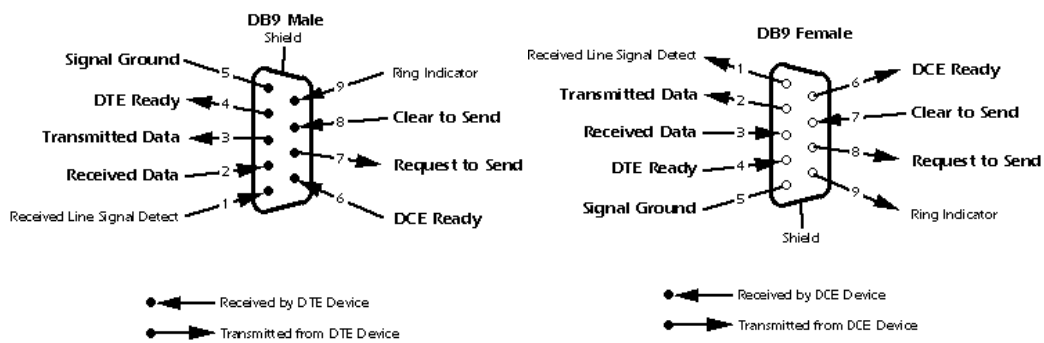 DB9 Male
Shield
Signal Ground
5
DTE Ready
4
Transmitted Data
3
Received Data
2
Received Line Signal Detect
1
9
Ring Indicator
8
Clear to Send
7
Request to Send
6
DCE Ready
Received by DTE Device
Transmitted from DTE Device
DB9 Female
Received Line Signal Detect
1
Transmitted Data
2
Received Data
3
DTE Ready
4
Signal Ground
5
6
DCE Ready
7
Clear to Send
8
Request to Send
9
Ring Indicator
Shield
Received by DCE Device
Transmitted from DCE Device